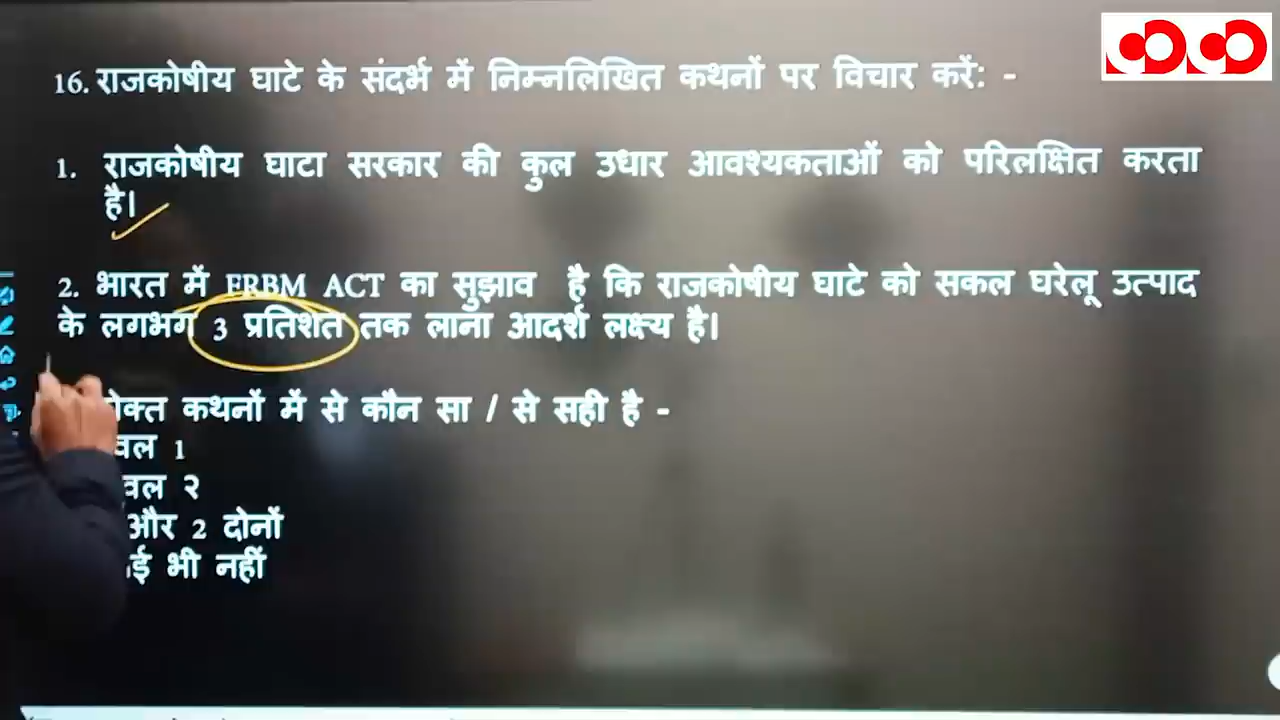 16. राजकोषीय घाटे के संदर्भ में निम्नलिखित कथनों पर विचार करें: -
1. राजकोषीय घाटा सरकार की कुल उधार आवश्यकताओं को परिलक्षित करता
है।
2. भारत में FRBM ACT का सुझाव है कि राजकोषीय घाटे को सकल घरेलू उत्पाद
के लगभग 3 प्रतिशत तक लाना आदर्श लक्ष्य है।
कथनों में से कौन सा / से सही है -
1
२
और 2 दोनों
भी नहीं